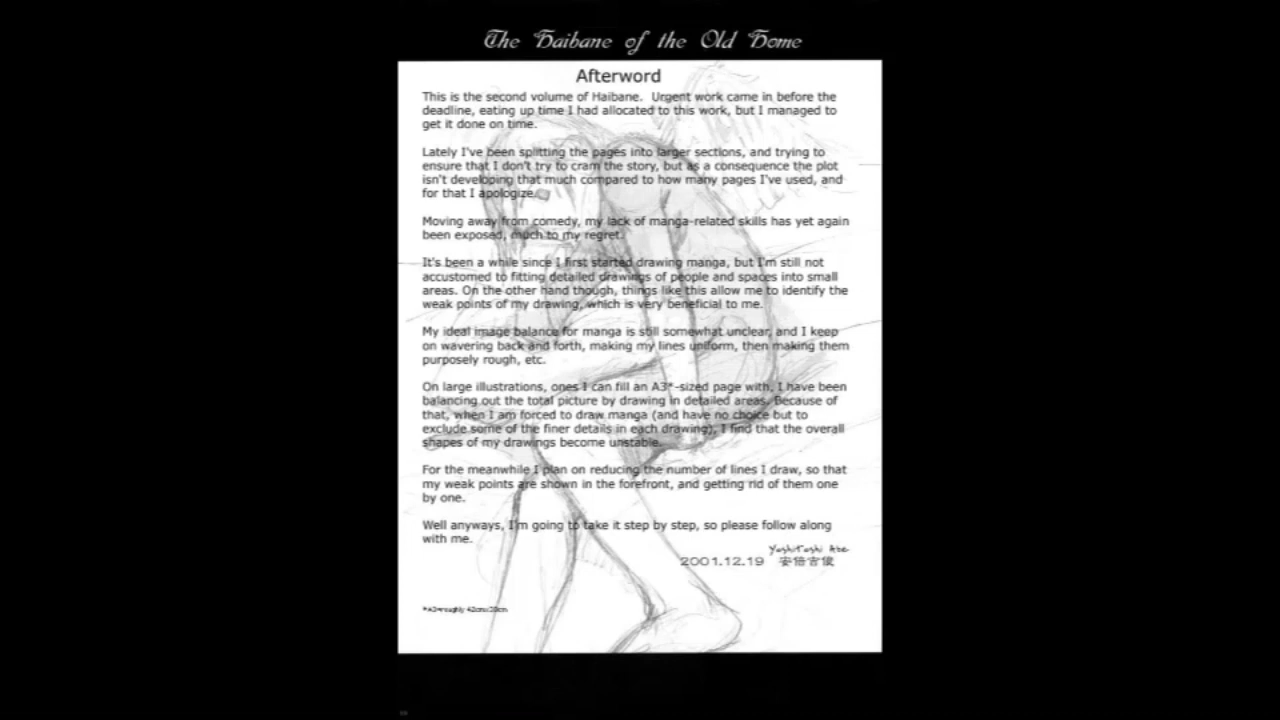 The Haibane of the Old Home
Afterword
This is the second volume of Haibane. Urgent work came in before the
deadline, eating up time I had allocated to this work, but I managed to
get it done on time.
Lately I've been splitting the pages into larger sections, and trying to
ensure that I don't try to cram the story, but as a consequence the plot
isn't developing that much compared to how many pages I've used, and
for that I apologize.
Moving away from comedy, my lack of manga-related skills has yet again
been exposed, much to my regret.
It's been a while since I first started drawing manga, but I'm still not
accustomed to fitting detailed drawings of people and spaces into small
areas. On the other hand though, things like this allow me to identify the
weak points of my drawing, which is very beneficial to me.
My ideal image balance for manga is still somewhat unclear, and I keep
on wavering back and forth, making my lines uniform, then making them
purposely rough, etc.
On large illustrations, ones I can fill an A3*-sized page with, I have been
balancing out the total picture by drawing in detailed areas. Because of
that, when I am forced to draw manga (and have no choice but to
exclude some of the finer details in each drawing), I find that the overall
shapes of my drawings become unstable.
For the meanwhile I plan on reducing the number of lines I draw, so that
my weak points are shown in the forefront, and getting rid of them one
by one.
Well anyways, I'm going to take it step by step, so please follow along
with me.
Yoshitoshi Abe
2001.12.19 安倍吉俊
*A3=roughly 42cmx30cm